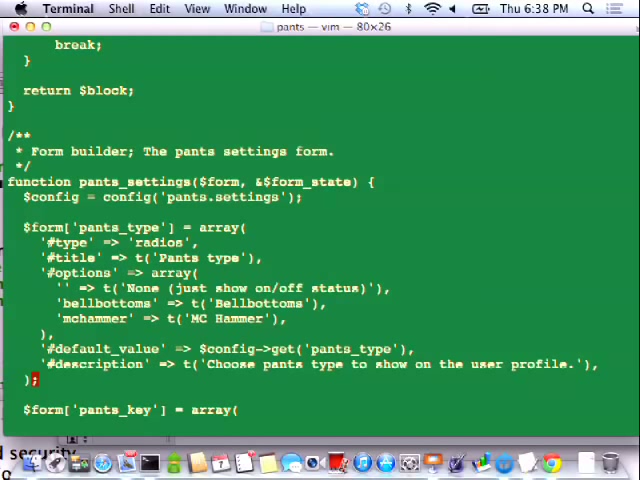 Terminal Shell Edit View Window Help Thu 6:38 PM
pants — vim — 80×26
break;
}
return $block;
}
/**
* Form builder; The pants settings form.
*/
function pants_settings($form, &$form_state) {
$config = config('pants.settings');
$form['pants_type'] = array(
'#type' => 'radios',
'#title' => t('Pants type'),
'#options' => array(
'' => t('None (just show on/off status)'),
'bellbottoms' => t('Bellbottoms'),
'mchammer' => t('MC Hammer'),
),
'#default_value' => $config->get('pants_type'),
'#description' => t('Choose pants type to show on the user profile.'),
);
$form['pants_key'] = array(
d security